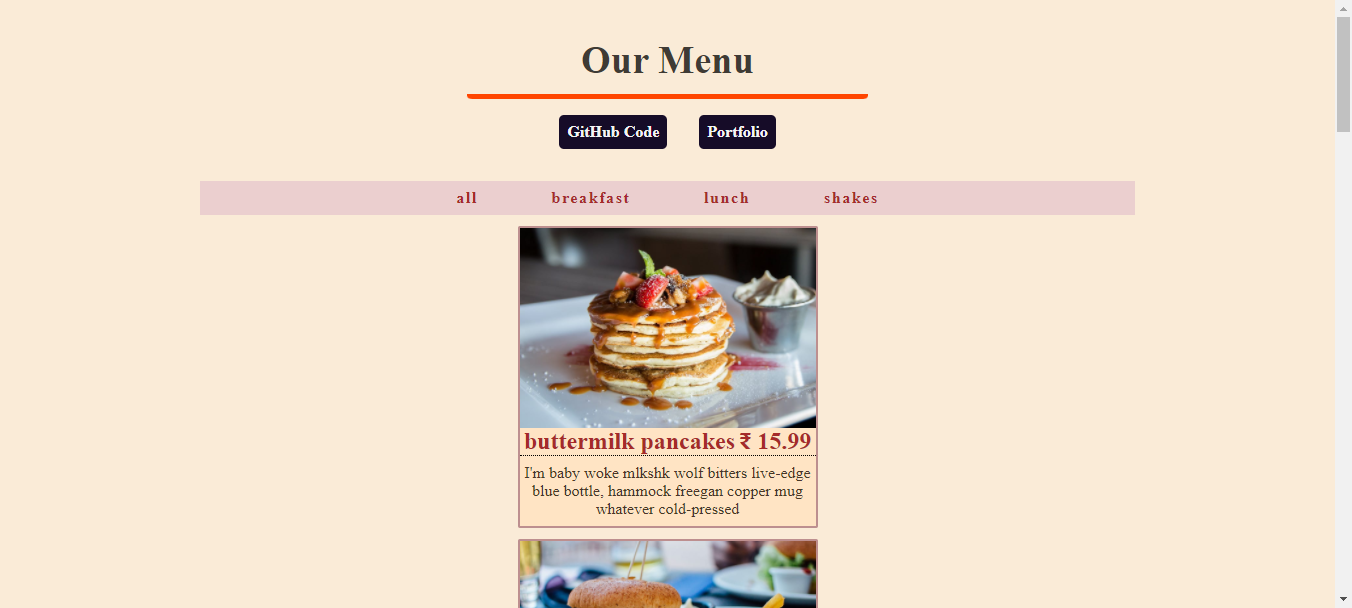 Our Menu
GitHub Code Portfolio
all breakfast lunch shakes
buttermilk pancakes ₹ 15.99
I'm baby woke mlkshk wolf bitters live-edge
blue bottle, hammock freegan copper mug
whatever cold-pressed